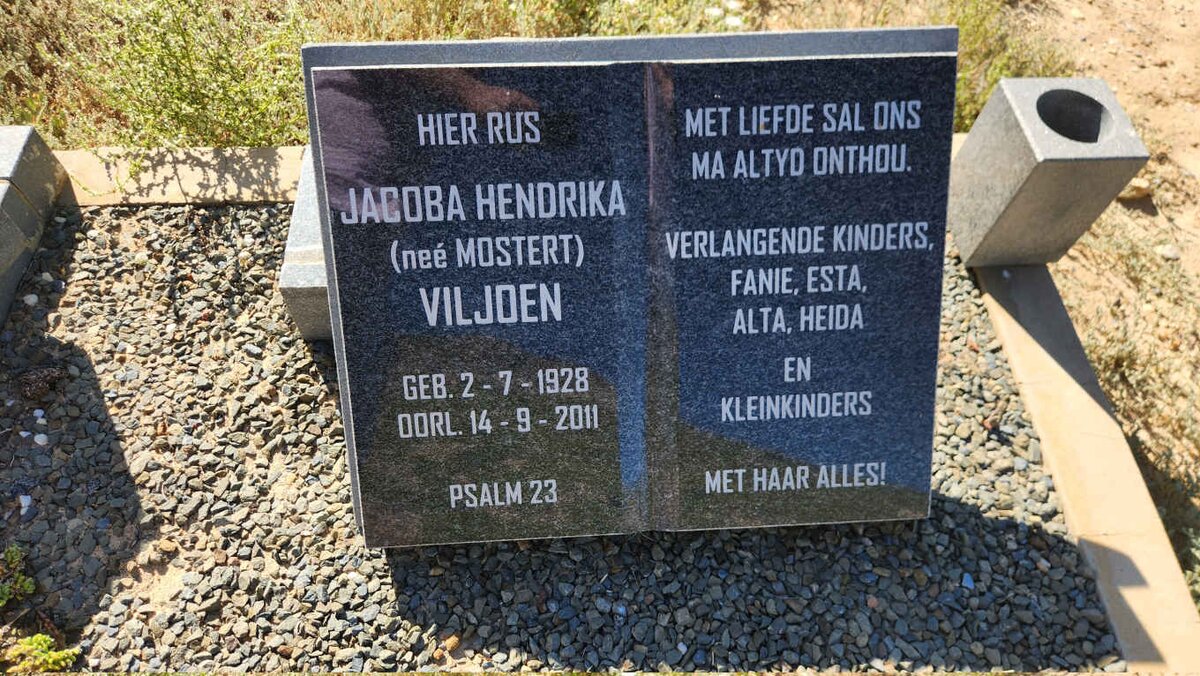 HIER RUS
JACOBA HENDRIKA
(neé MOSTERT)
VILJOEN
GEB. 2 - 7 - 1928
OORL. 14 - 9 - 2011
PSALM 23
MET LIEFDE SAL ONS
MA ALTYD ONTHOU.
VERLANGENDE KINDERS,
FANIE, ESTA,
ALTA, HEIDA
EN
KLEINKINDERS
MET HAAR ALLES!